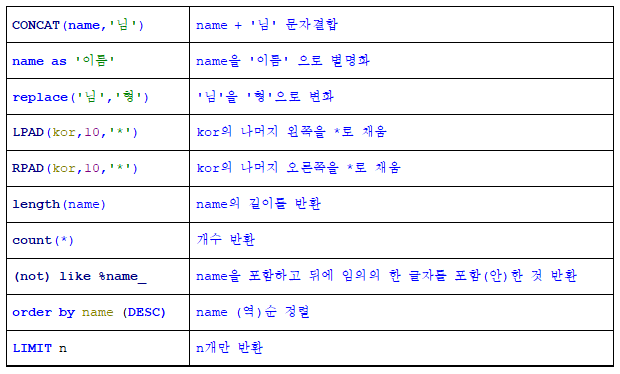 CONCAT(name,'님') name + '님' 문자결합
name as '이름' name을 '이름' 으로 별명화
replace('님','형') '님'을 '형'으로 변화
LPAD(kor,10,'*') kor의 나머지 왼쪽을 *로 채움
RPAD(kor,10,'*') kor의 나머지 오른쪽을 *로 채움
length(name) name의 길이를 반환
count(*) 개수 반환
(not) like %name_ name을 포함하고 뒤에 임의의 한 글자를 포함(안)한 것 반환
order by name (DESC) name (역)순 정렬
LIMIT n n개만 반환